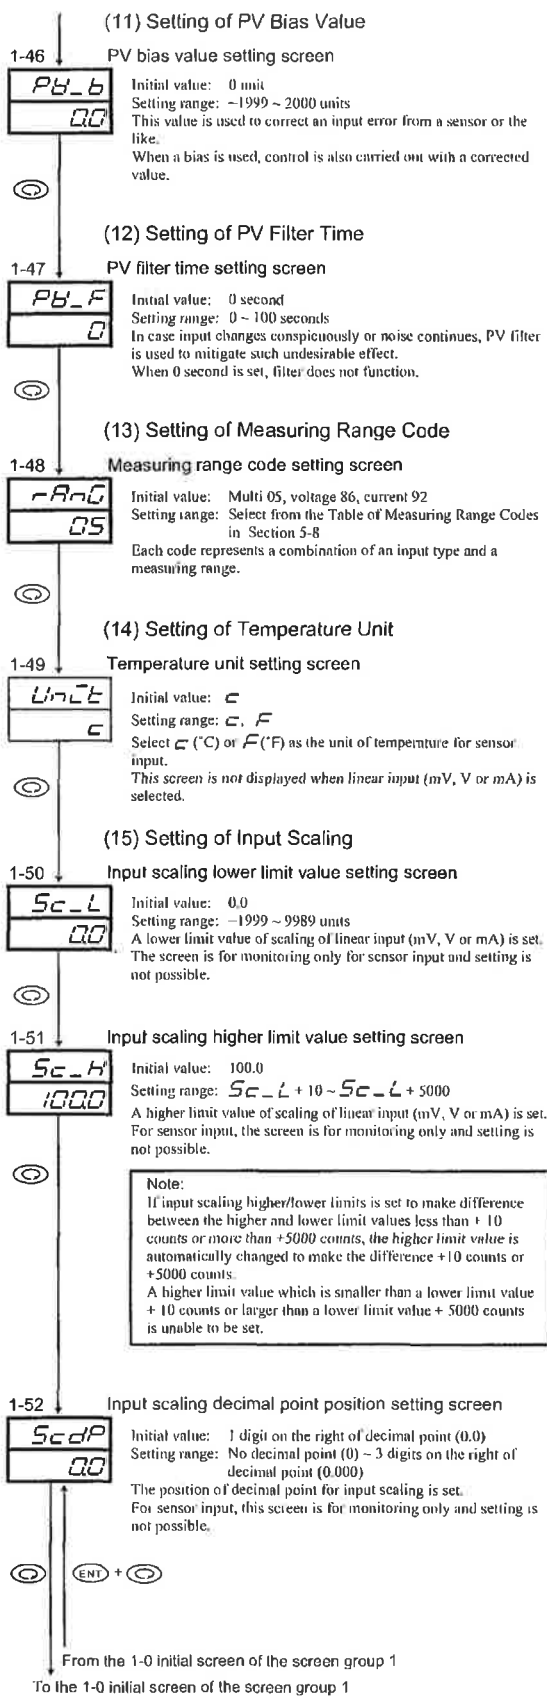 (11) Setting of PV Bias Value
1-46 PV bias value setting screen
PV_b
0.0
Initial value: 0 unit
Setting range: −1999 ~ 2000 units
This value is used to correct an input error from a sensor or the
like.
When a bias is used, control is also carried out with a corrected
value.
(12) Setting of PV Filter Time
1-47 PV filter time setting screen
PV_F
0
Initial value: 0 second
Setting range: 0 ~ 100 seconds
In case input changes conspicuously or noise continues, PV filter
is used to mitigate such undesirable effect.
When 0 second is set, filter does not function.
(13) Setting of Measuring Range Code
1-48 Measuring range code setting screen
rAnG
05
Initial value: Multi 05, voltage 86, current 92
Setting range: Select from the Table of Measuring Range Codes
in Section 5-8
Each code represents a combination of an input type and a
measuring range.
(14) Setting of Temperature Unit
1-49 Temperature unit setting screen
Unit
C
Initial value: C
Setting range: C, F
Select C (°C) or F (°F) as the unit of temperature for sensor
input.
This screen is not displayed when linear input (mV, V or mA) is
selected.
(15) Setting of Input Scaling
1-50 Input scaling lower limit value setting screen
Sc_L
0.0
Initial value: 0.0
Setting range: −1999 ~ 9989 units
A lower limit value of scaling of linear input (mV, V or mA) is set.
The screen is for monitoring only for sensor input and setting is
not possible.
1-51 Input scaling higher limit value setting screen
Sc_H
100.0
Initial value: 100.0
Setting range: Sc_L + 10 ~ Sc_L + 5000
A higher limit value of scaling of linear input (mV, V or mA) is set.
For sensor input, the screen is for monitoring only and setting is
not possible.
Note:
If input scaling higher/lower limits is set to make difference
between the higher and lower limit values less than + 10
counts or more than +5000 counts, the higher limit value is
automatically changed to make the difference +10 counts or
+5000 counts.
A higher limit value which is smaller than a lower limit value
+ 10 counts or larger than a lower limit value + 5000 counts
is unable to be set.
1-52 Input scaling decimal point position setting screen
ScdP
0.0
Initial value: 1 digit on the right of decimal point (0.0)
Setting range: No decimal point (0) ~ 3 digits on the right of
decimal point (0.000)
The position of decimal point for input scaling is set.
For sensor input, this screen is for monitoring only and setting is
not possible.
ENT +
From the 1-0 initial screen of the screen group 1
To the 1-0 initial screen of the screen group 1